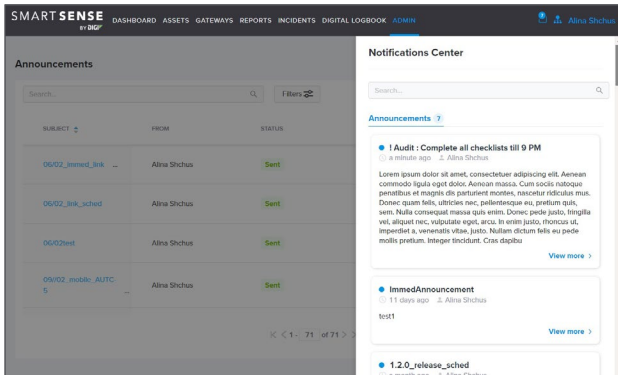 SMARTSENSE
BY DIGI
DASHBOARD ASSETS GATEWAYS REPORTS INCIDENTS DIGITAL LOGBOOK ADMIN
Alina Shchus
Announcements
Search...
Filters
SUBJECT FROM STATUS
06/02_immed_link ... Alina Shchus Sent
06/02_link_sched Alina Shchus Sent
06/02test Alina Shchus Sent
09//02_mobile_AUTC-
5 ... Alina Shchus Sent
1 - 71 of 71
Notifications Center
Search...
Announcements 7
! Audit : Complete all checklists till 9 PM
a minute ago Alina Shchus
Lorem ipsum dolor sit amet, consectetuer adipiscing elit. Aenean
commodo ligula eget dolor. Aenean massa. Cum sociis natoque
penatibus et magnis dis parturient montes, nascetur ridiculus mus.
Donec quam felis, ultricies nec, pellentesque eu, pretium quis,
sem. Nulla consequat massa quis enim. Donec pede justo, fringilla
vel, aliquet nec, vulputate eget, arcu. In enim justo, rhoncus ut,
imperdiet a, venenatis vitae, justo. Nullam dictum felis eu pede
mollis pretium. Integer tincidunt. Cras dapibu
View more >
ImmedAnnouncement
11 days ago Alina Shchus
test1
View more >
1.2.0_release_sched
a month ago Alina Shchus